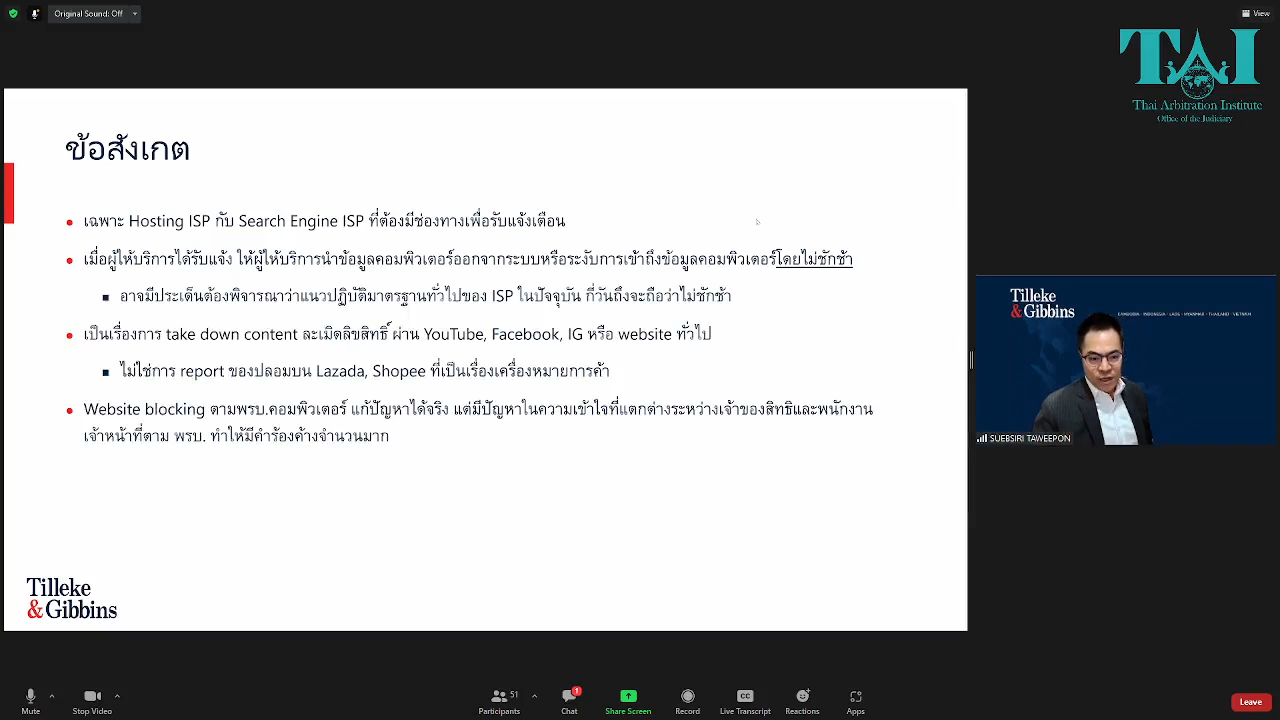 Original Sound: Off
View
TAI
Thai Arbitration Institute
Office of the Judiciary
ข้อสังเกต
เฉพาะ Hosting ISP กับ Search Engine ISP ที่ต้องมีช่องทางเพื่อรับแจ้งเตือน
เมื่อผู้ให้บริการได้รับแจ้ง ให้ผู้ให้บริการนำข้อมูลคอมพิวเตอร์ออกจากระบบหรือระงับการเข้าถึงข้อมูลคอมพิวเตอร์โดยไม่ชักช้า
อาจมีประเด็นต้องพิจารณาว่าแนวปฏิบัติมาตรฐานทั่วไปของ ISP ในปัจจุบัน กี่วันถึงจะถือว่าไม่ชักช้า
เป็นเรื่องการ take down content ละเมิดลิขสิทธิ์ ผ่าน YouTube, Facebook, IG หรือ website ทั่วไป
ไม่ใช่การ report ของปลอมบน Lazada, Shopee ที่เป็นเรื่องเครื่องหมายการค้า
Website blocking ตามพรบ.คอมพิวเตอร์ แก้ปัญหาได้จริง แต่มีปัญหาในความเข้าใจที่แตกต่างระหว่างเจ้าของสิทธิและพนักงาน
เจ้าหน้าที่ตาม พรบ. ทำให้มีคำร้องค้างจำนวนมาก
Tilleke
& Gibbins
Tilleke
& Gibbins
CAMBODIA · INDONESIA · LAOS · MYANMAR · THAILAND · VIETNAM
SUEBSIRI TAWEEPON
Mute
Stop Video
51
Participants
1
Chat
Share Screen
Record
CC
Live Transcript
Reactions
Apps
Leave